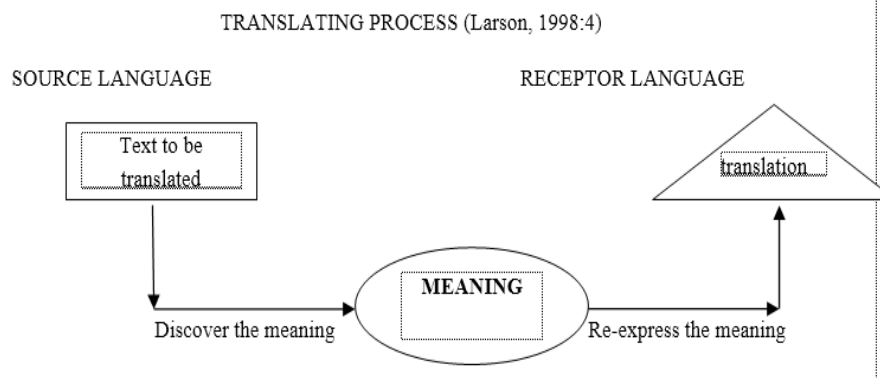 TRANSLATING PROCESS (Larson, 1998:4)
SOURCE LANGUAGE
RECEPTOR LANGUAGE
Text to be
translated
translation
MEANING
Discover the meaning
Re-express the meaning